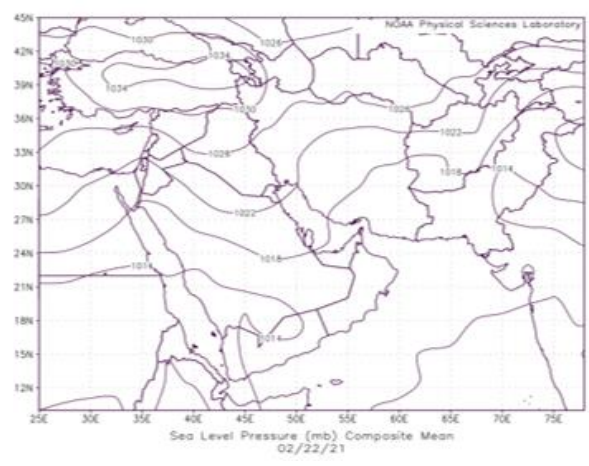 45N
NOAA Physical Sciences Laboratory
1030
1026
42N
1034
1030
39N
1034
1030
1026
36N
1022
33N
1026
1018
1014
30N
1022
27N
1018
24N
1014
21N
18N
1014
15N
12N
25E 30E 35E 40E 45E 50E 55E 60E 65E 70E 75E
Sea Level Pressure (mb) Composite Mean
02/22/21